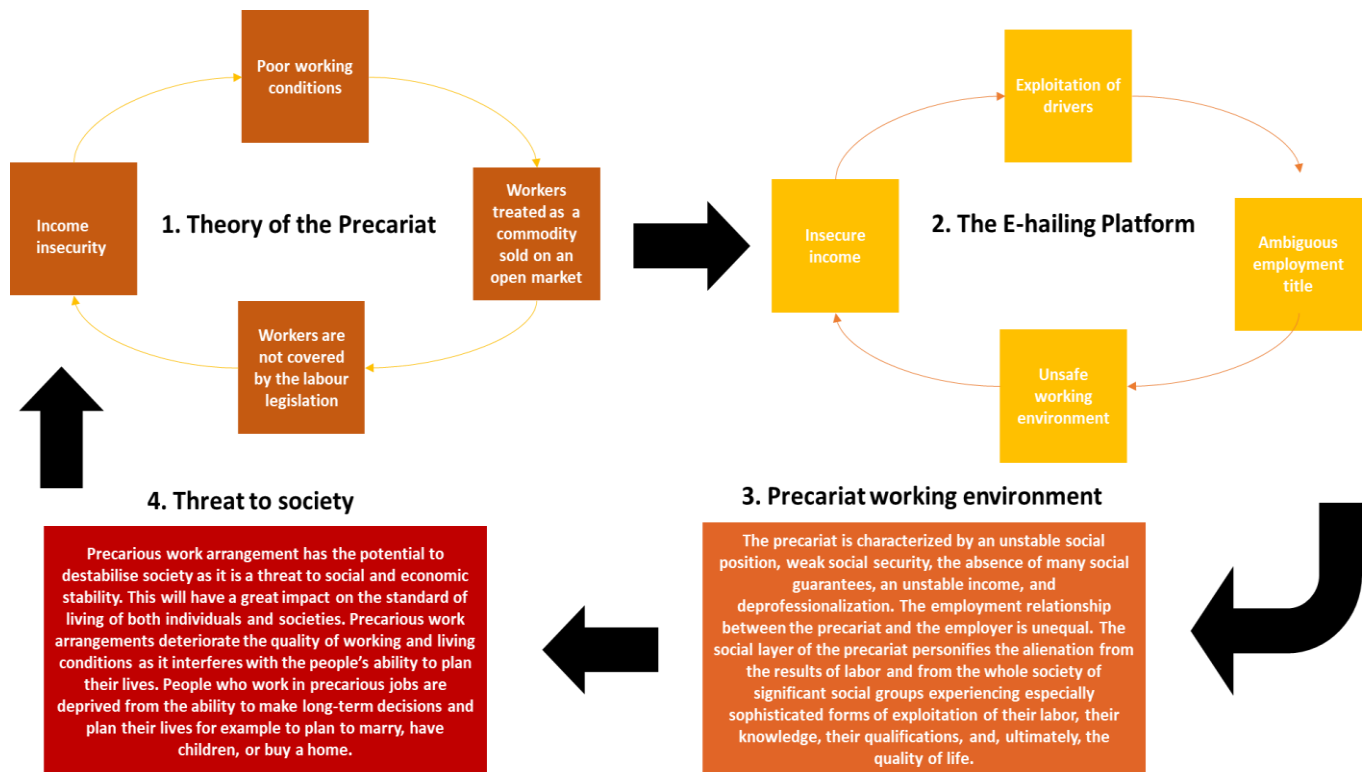 1. Theory of the Precariat
Poor working
conditions
Workers
treated as a
commodity
sold on an
open market
Workers are
not covered
by the labour
legislation
Income
insecurity
2. The E-hailing Platform
Exploitation of
drivers
Ambiguous
employment
title
Unsafe
working
environment
Insecure
income
3. Precariat working environment
The precariat is characterized by an unstable social
position, weak social security, the absence of many social
guarantees, an unstable income, and
deprofessionalization. The employment relationship
between the precariat and the employer is unequal. The
social layer of the precariat personifies the alienation from
the results of labor and from the whole society of
significant social groups experiencing especially
sophisticated forms of exploitation of their labor, their
knowledge, their qualifications, and, ultimately, the
quality of life.
4. Threat to society
Precarious work arrangement has the potential to
destabilise society as it is a threat to social and economic
stability. This will have a great impact on the standard of
living of both individuals and societies. Precarious work
arrangements deteriorate the quality of working and living
conditions as it interferes with the people's ability to plan
their lives. People who work in precarious jobs are
deprived from the ability to make long-term decisions and
plan their lives for example to plan to marry, have
children, or buy a home.